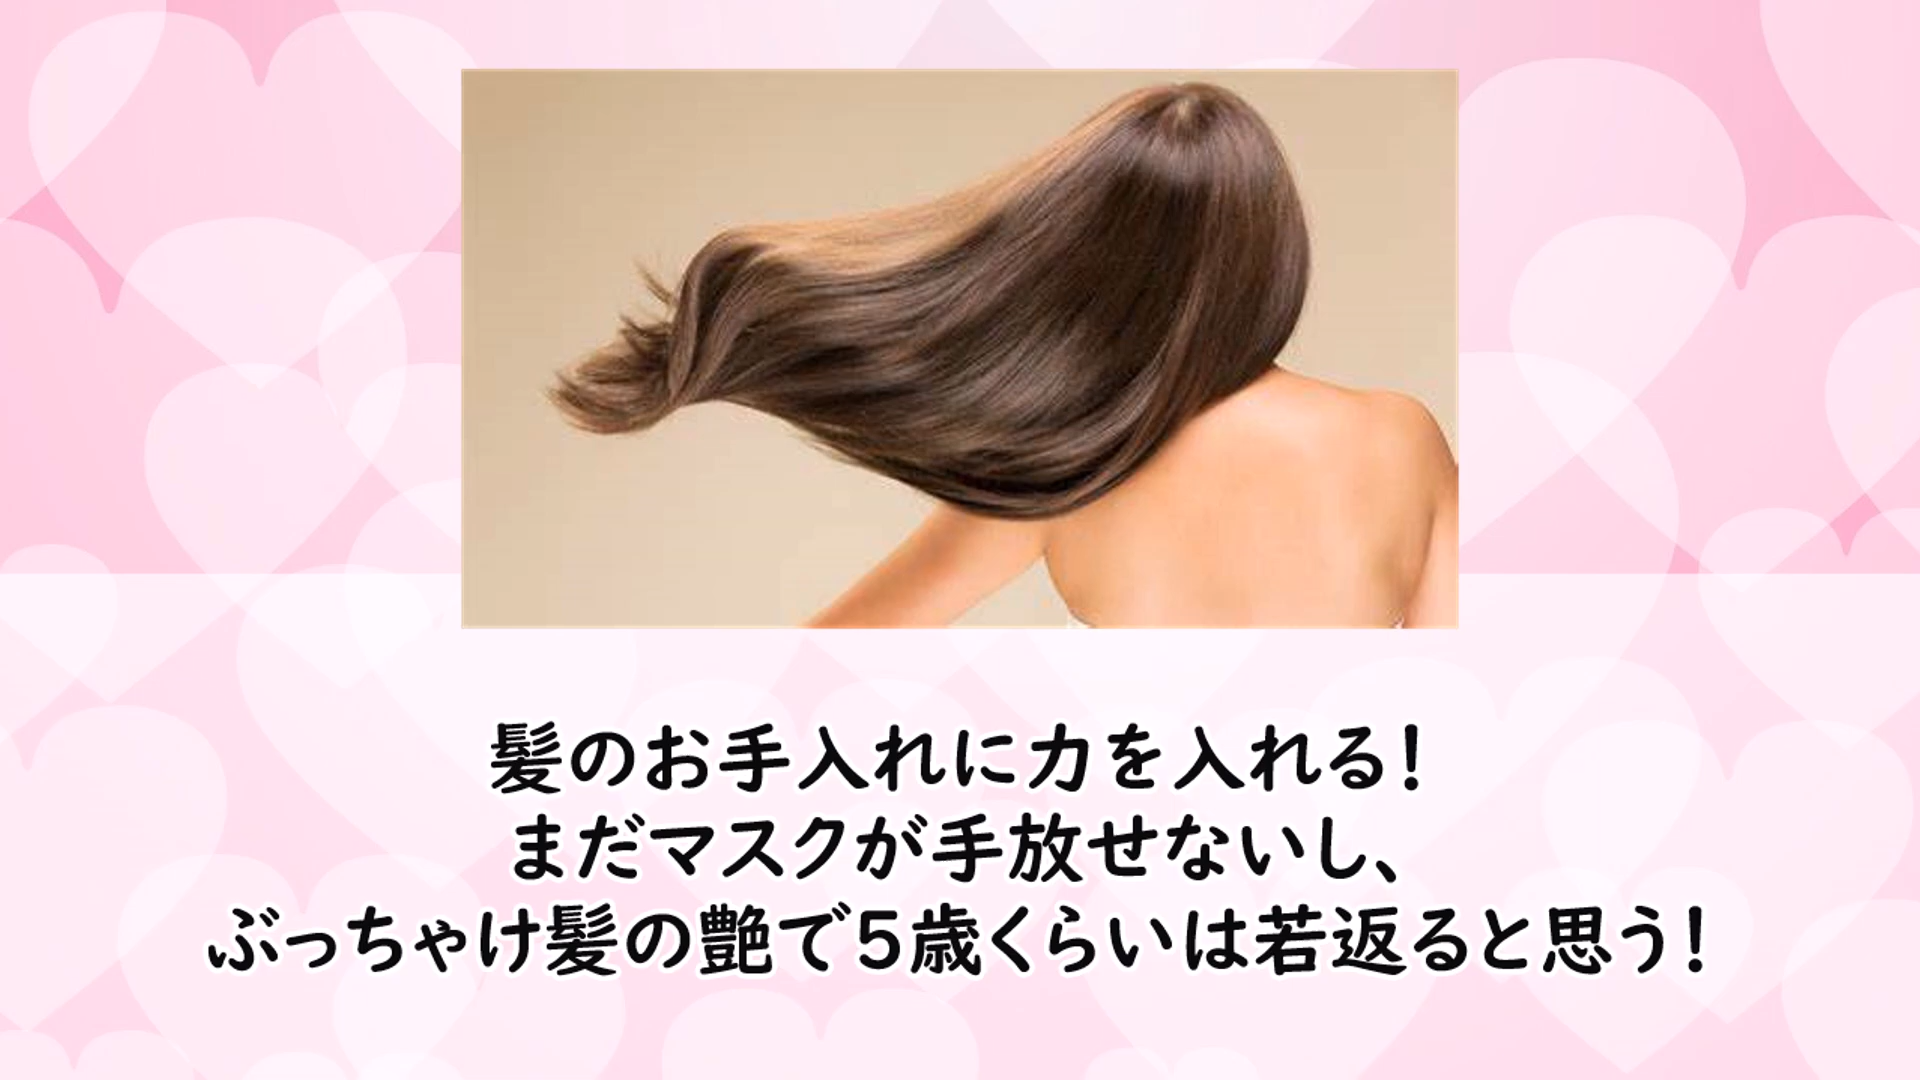 髪のお手入れに力を入れる!
まだマスクが手放せないし、
ぶっちゃけ髪の艶で5歳くらいは若返ると思う!